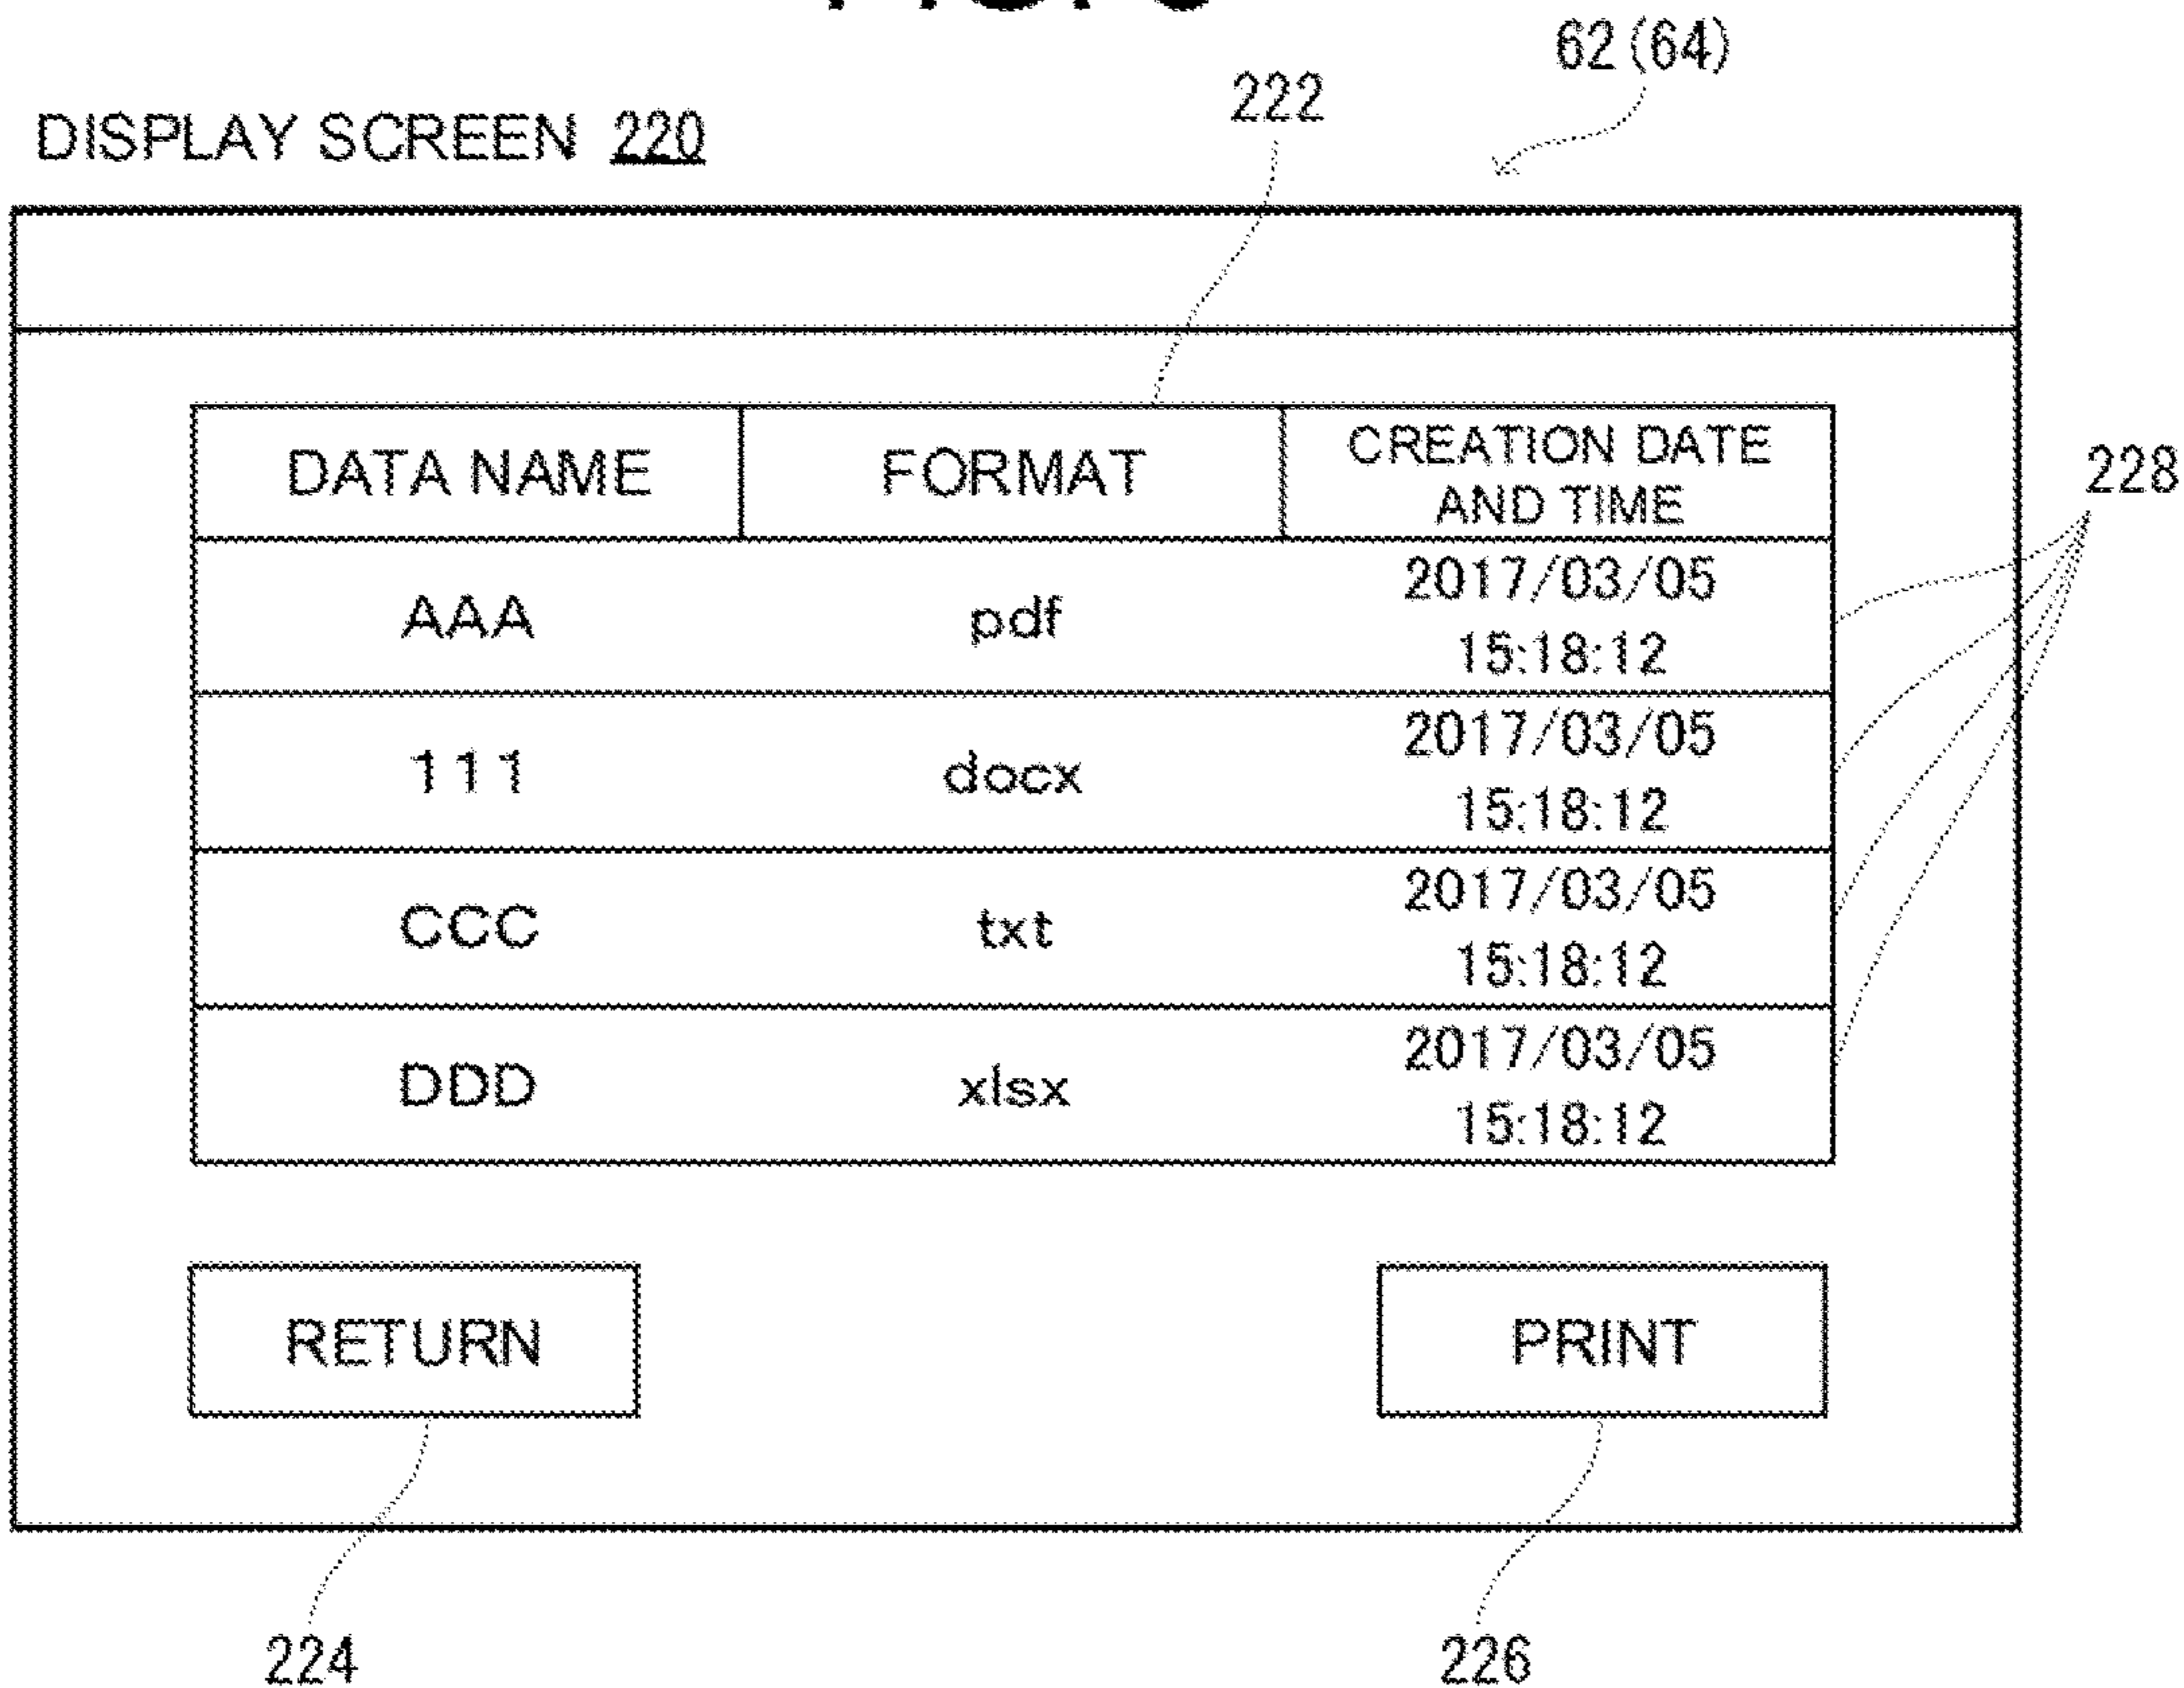 62(64)
222
DISPLAY SCREEN 220
DATA NAME FORMAT CREATION DATE
AND TIME
228
AAA pdf 2017/03/05
15:18:12
111 docx 2017/03/05
15:18:12
CCC txt 2017/03/05
15:18:12
DDD xlsx 2017/03/05
15:18:12
RETURN PRINT
224 226